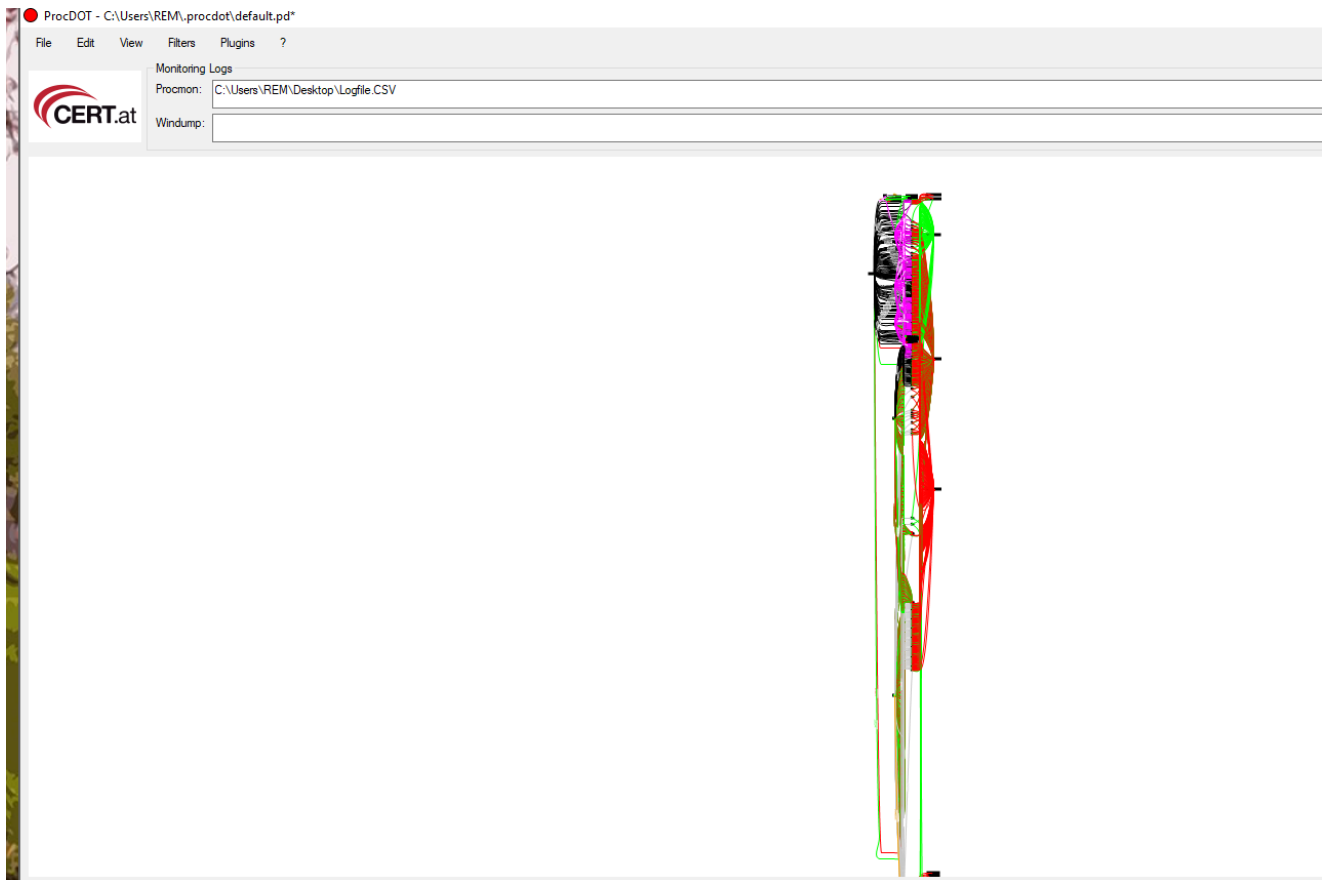 ProcDOT - C:\Users\REM\.procdot\default.pd*
File Edit View Filters Plugins ?
Monitoring Logs
Procmon: C:\Users\REM\Desktop\Logfile.CSV
CERT.at
Windump: